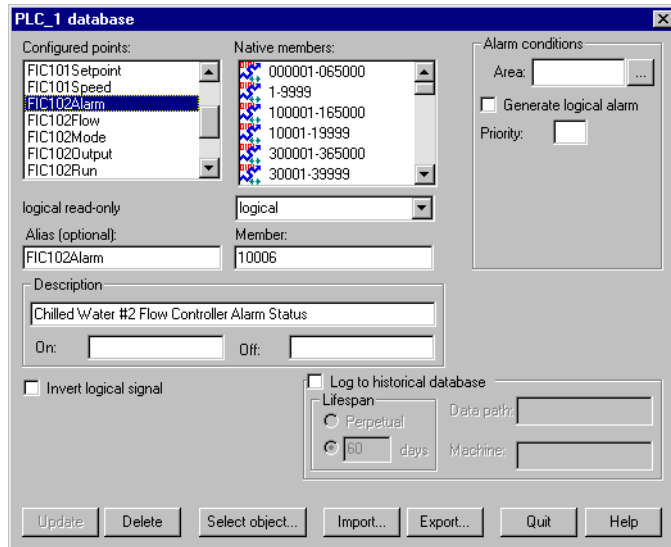 PLC_1 database
Configured points:
FIC101Setpoint
FIC101Speed
FIC102Alarm
FIC102Flow
FIC102Mode
FIC102Output
FIC102Run
Native members:
000001-065000
1-9999
100001-165000
10001-19999
300001-365000
30001-39999
Alarm conditions
Area:
...
Generate logical alarm
Priority:
logical read-only
logical
Alias (optional):
Member:
FIC102Alarm
10006
Description
Chilled Water #2 Flow Controller Alarm Status
On:
Off:
Invert logical signal
Log to historical database
Lifespan
Perpetual
60 days
Data path:
Machine:
Update
Delete
Select object...
Import...
Export...
Quit
Help